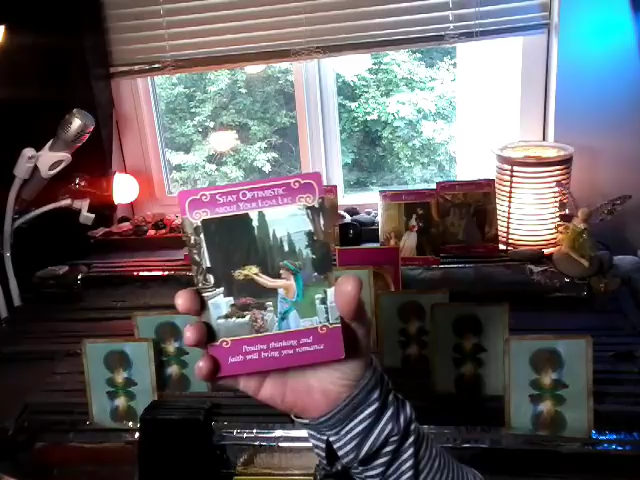 Stay Optimistic
about Your Love Life
Positive thinking and
faith will bring you romance